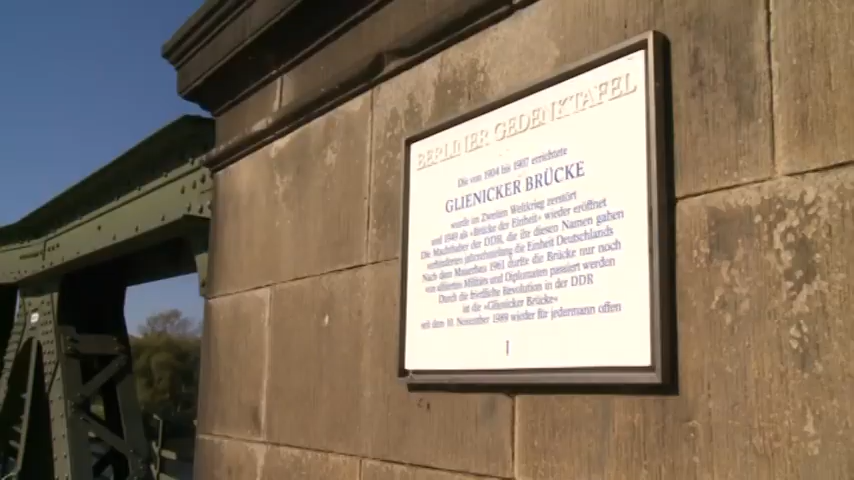 BERLINER GEDENKTAFEL
Die von 1904 bis 1907 errichtete
GLIENICKER BRÜCKE
wurde im Zweiten Weltkrieg zerstört
und 1949 als »Brücke der Einheit« wieder eröffnet
Die Machthaber der DDR, die ihr diesen Namen gaben
verhinderten jahrzehntelang die Einheit Deutschlands
Nach dem Mauerbau 1961 durfte die Brücke nur noch
von alliierten Militärs und Diplomaten passiert werden
Durch die friedliche Revolution in der DDR
ist die »Glienicker Brücke«
seit dem 10. November 1989 wieder für jedermann offen